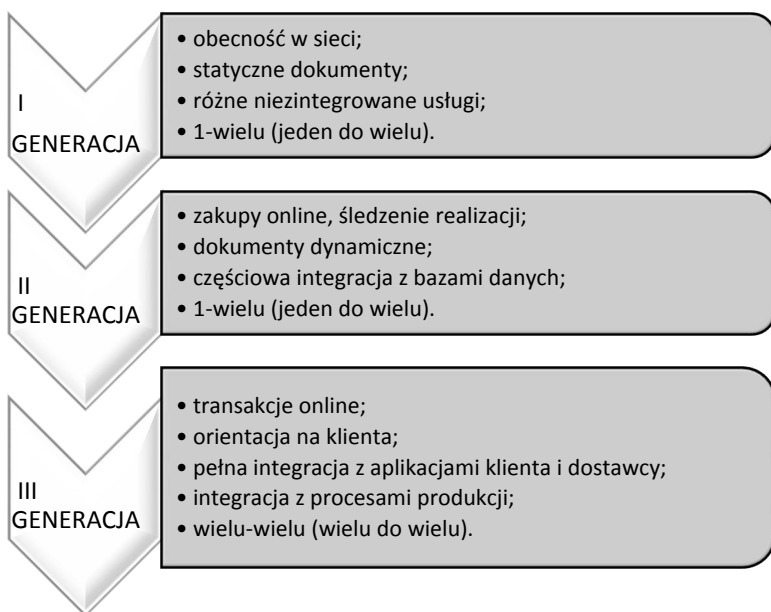 I
GENERACJA
• obecność w sieci;
• statyczne dokumenty;
• różne niezintegrowane usługi;
• 1-wielu (jeden do wielu).
II
GENERACJA
• zakupy online, śledzenie realizacji;
• dokumenty dynamiczne;
• częściowa integracja z bazami danych;
• 1-wielu (jeden do wielu).
III
GENERACJA
• transakcje online;
• orientacja na klienta;
• pełna integracja z aplikacjami klienta i dostawcy;
• integracja z procesami produkcji;
• wielu-wielu (wielu do wielu).